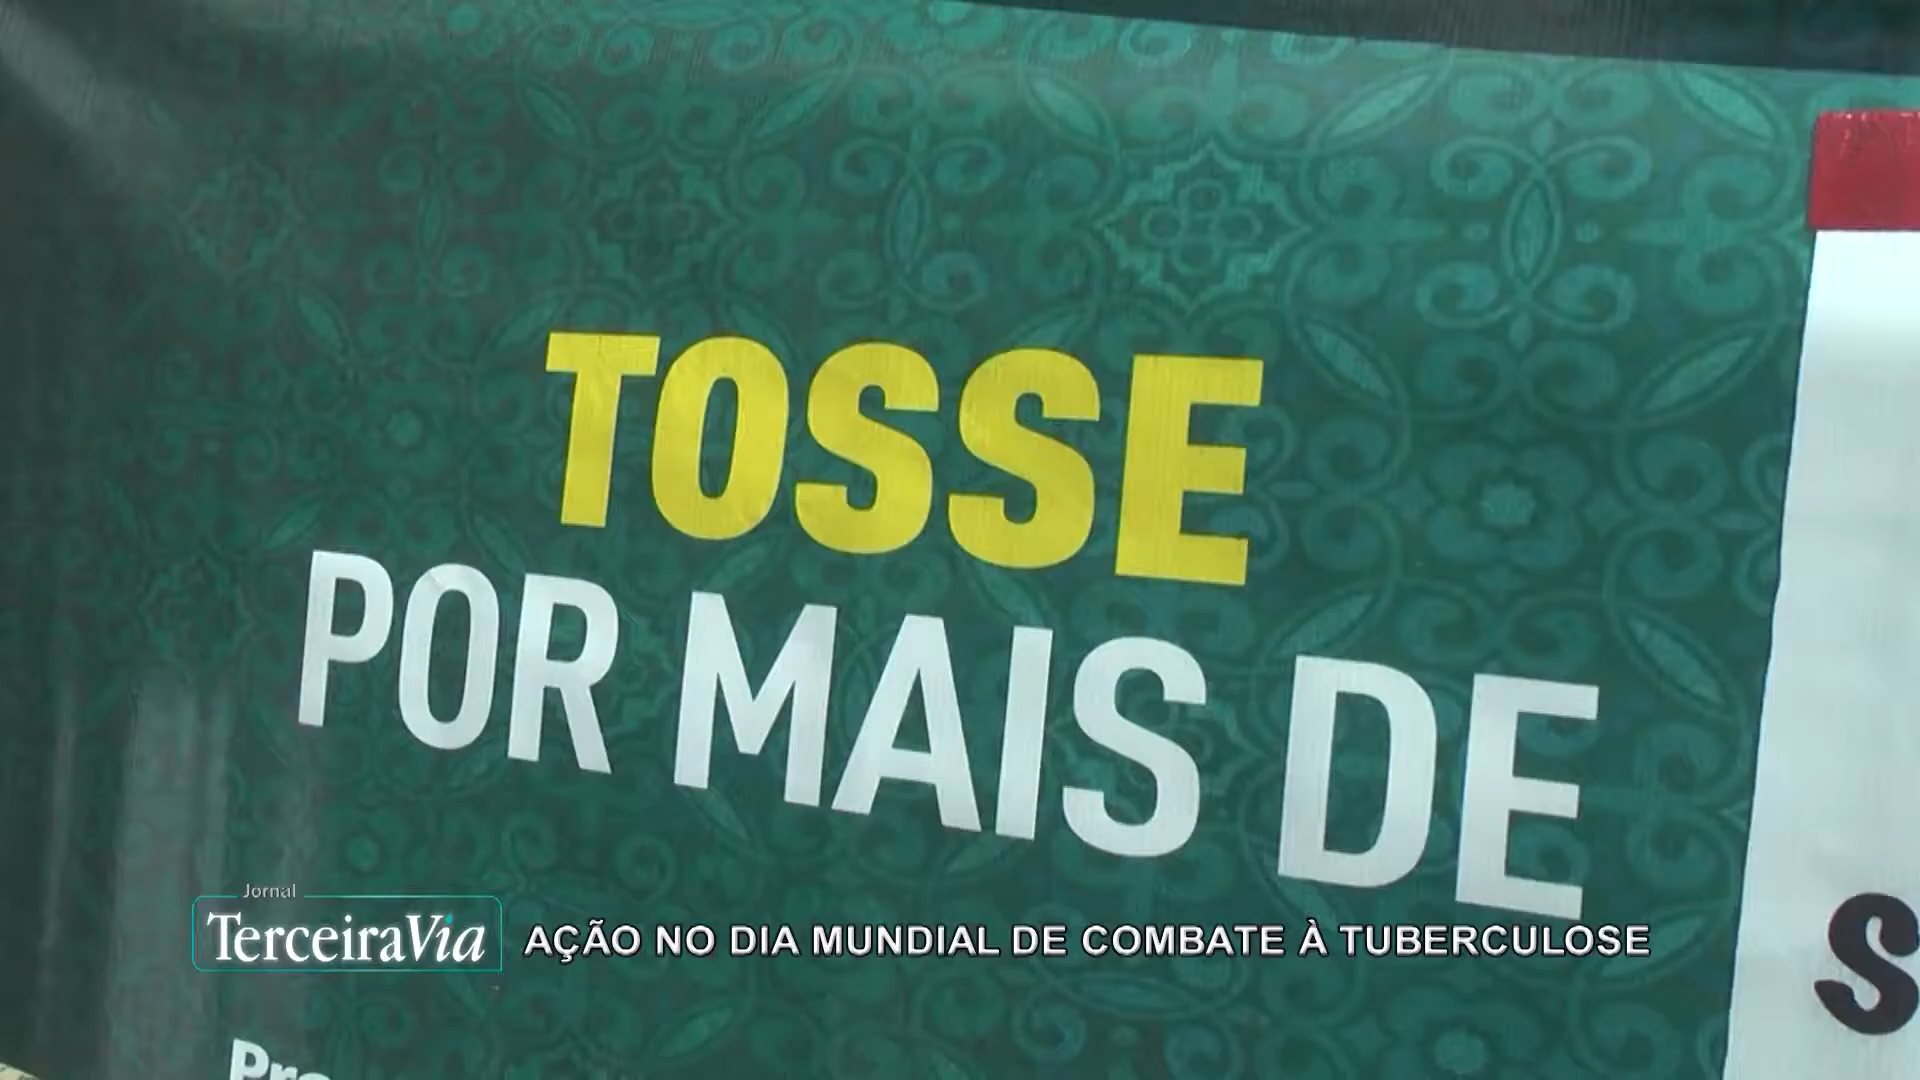 TOSSE
POR MAIS DE
Jornal
TerceiraVia
AÇÃO NO DIA MUNDIAL DE COMBATE À TUBERCULOSE